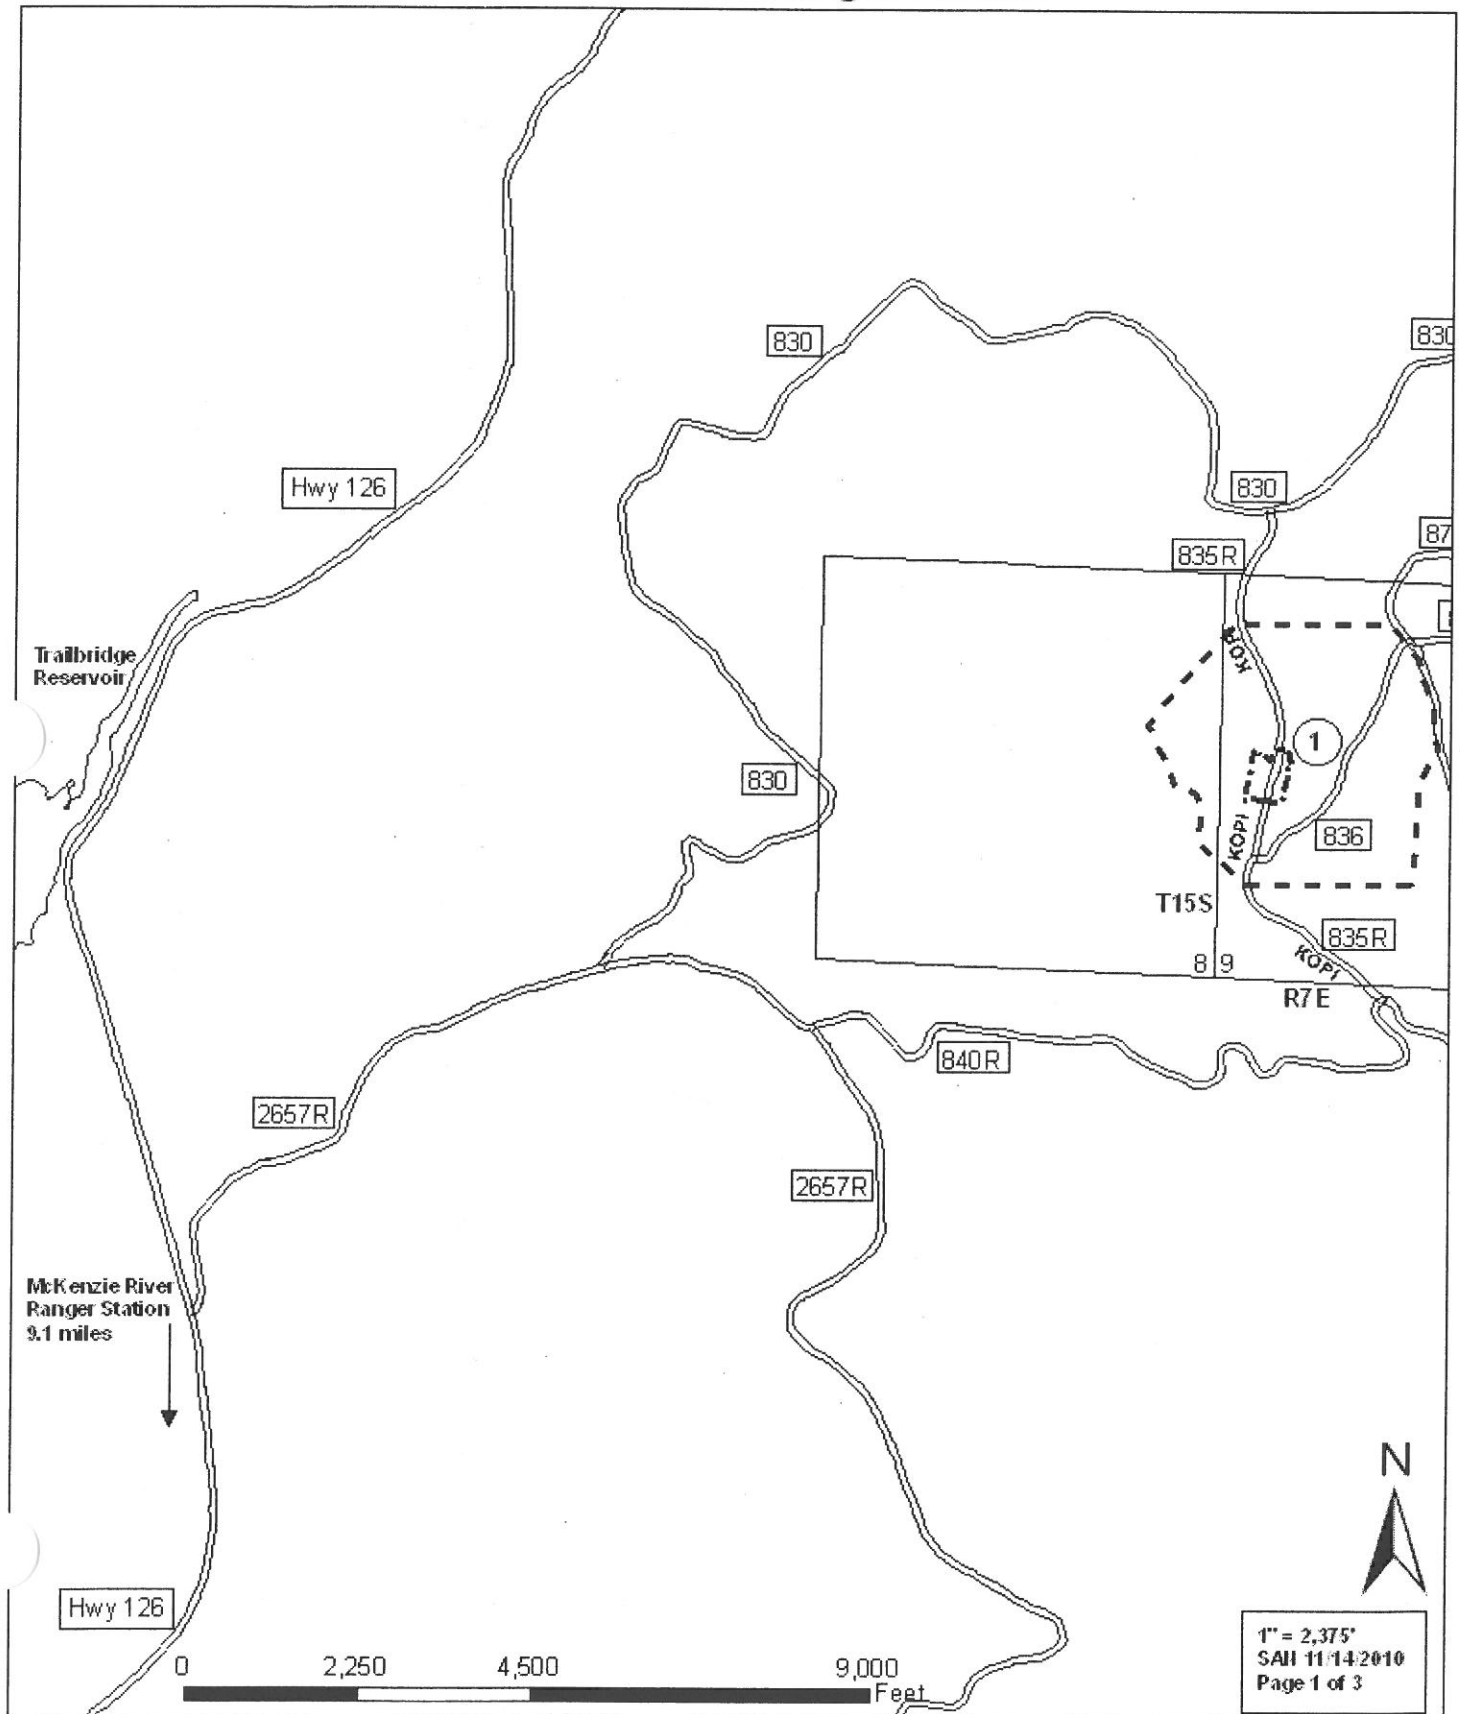 830
830
Hwy 126
830
87
835R
Trailbridge
Reservoir
KOPI
1
830
KOPI
836
T15S
835R
KOPI
8 9
R7E
840R
2657R
2657R
McKenzie River
Ranger Station
9.1 miles
N
Hwy 126
1" = 2,375'
SAH 11/14/2010
Page 1 of 3
0 2,250 4,500 9,000
Feet